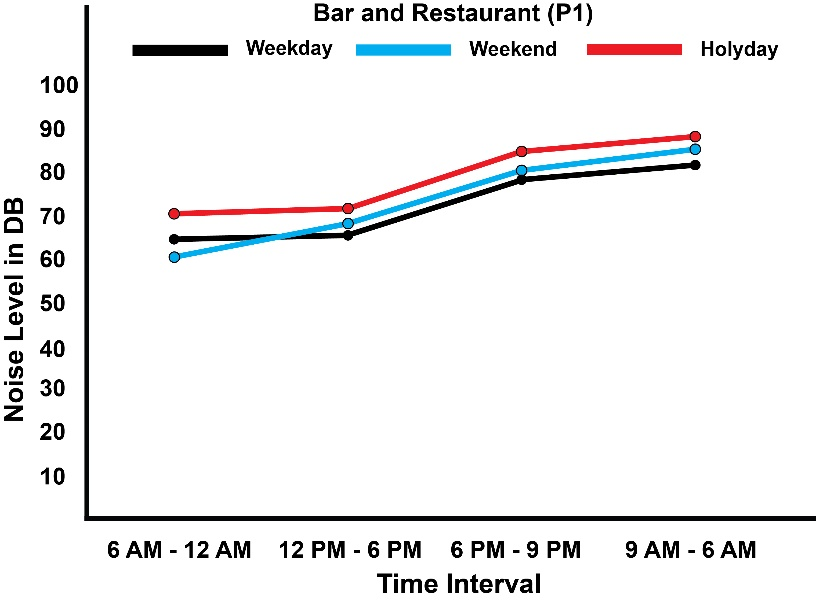 Bar and Restaurant (P1)
Weekday Weekend Holyday
100
90
80
70
60
50
40
30
20
10
Noise Level in DB
6 AM - 12 AM 12 PM - 6 PM 6 PM - 9 PM 9 AM - 6 AM
Time Interval